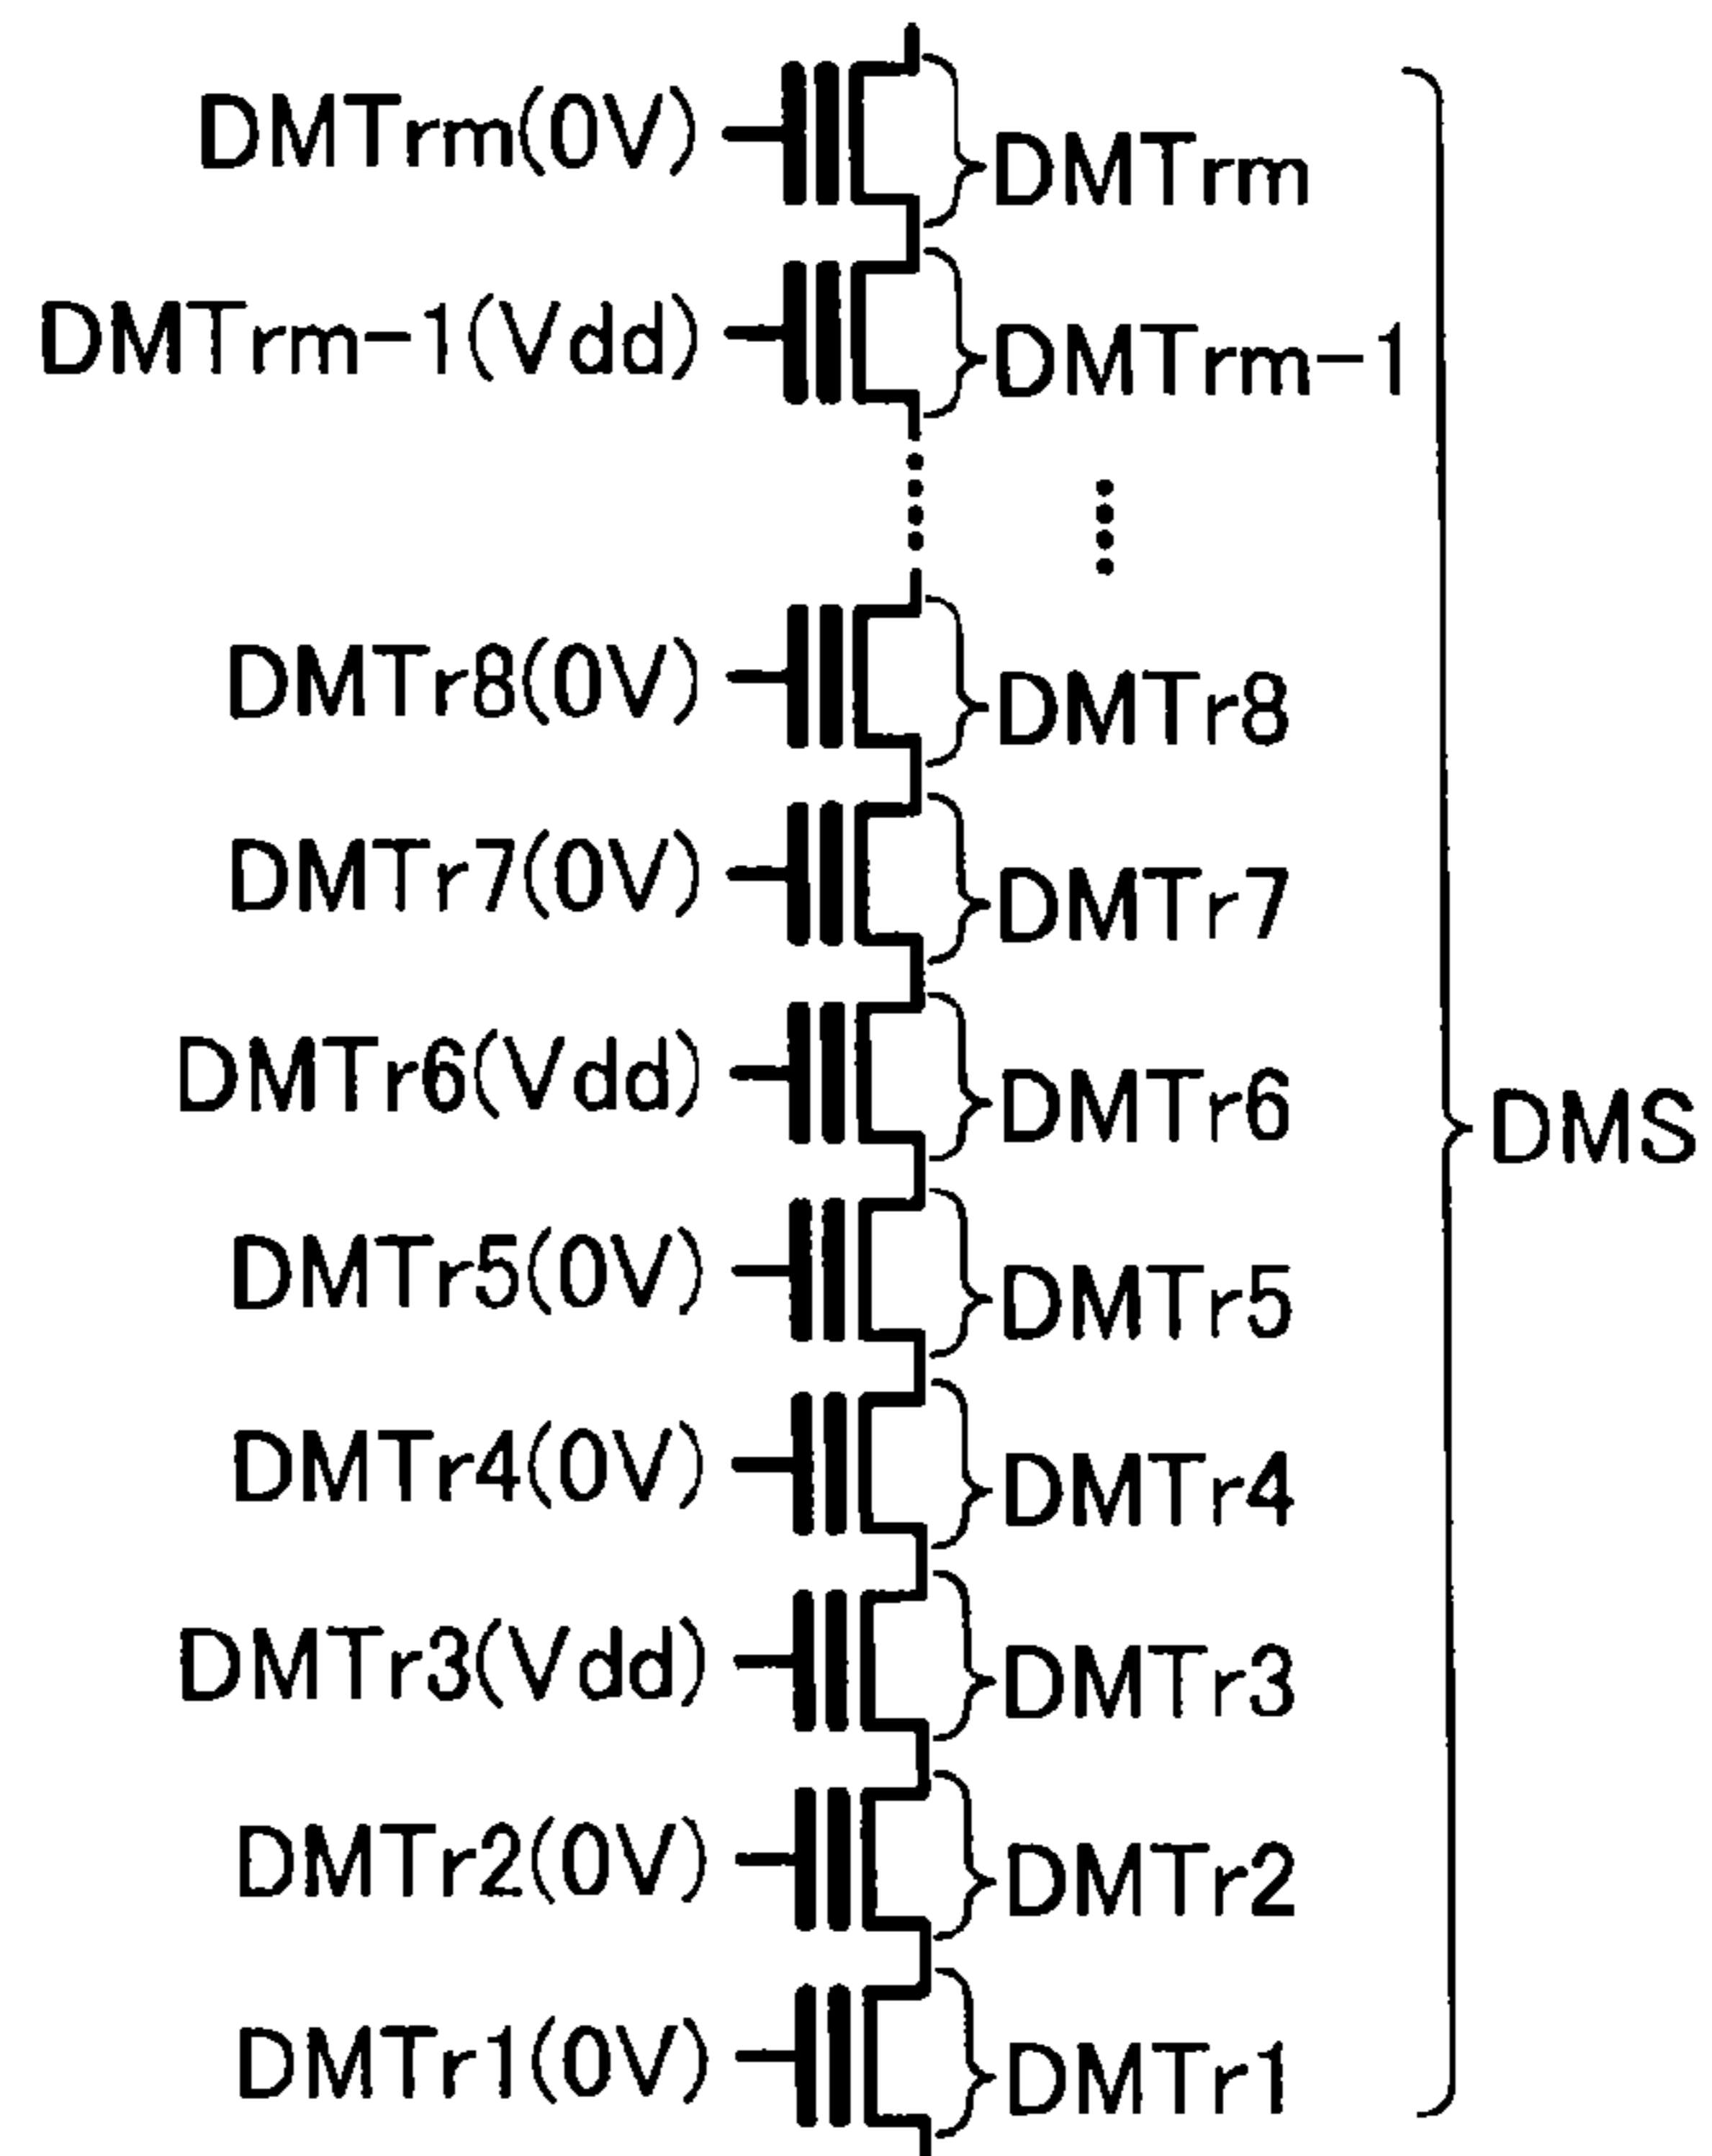 DMTrm(0V)
DMTrm
DMTrm-1(Vdd)
DMTrm-1
DMTr8(0V)
DMTr8
DMTr7(0V)
DMTr7
DMTr6(Vdd)
DMTr6
DMS
DMTr5(0V)
DMTr5
DMTr4(0V)
DMTr4
DMTr3(Vdd)
DMTr3
DMTr2(0V)
DMTr2
DMTr1(0V)
DMTr1